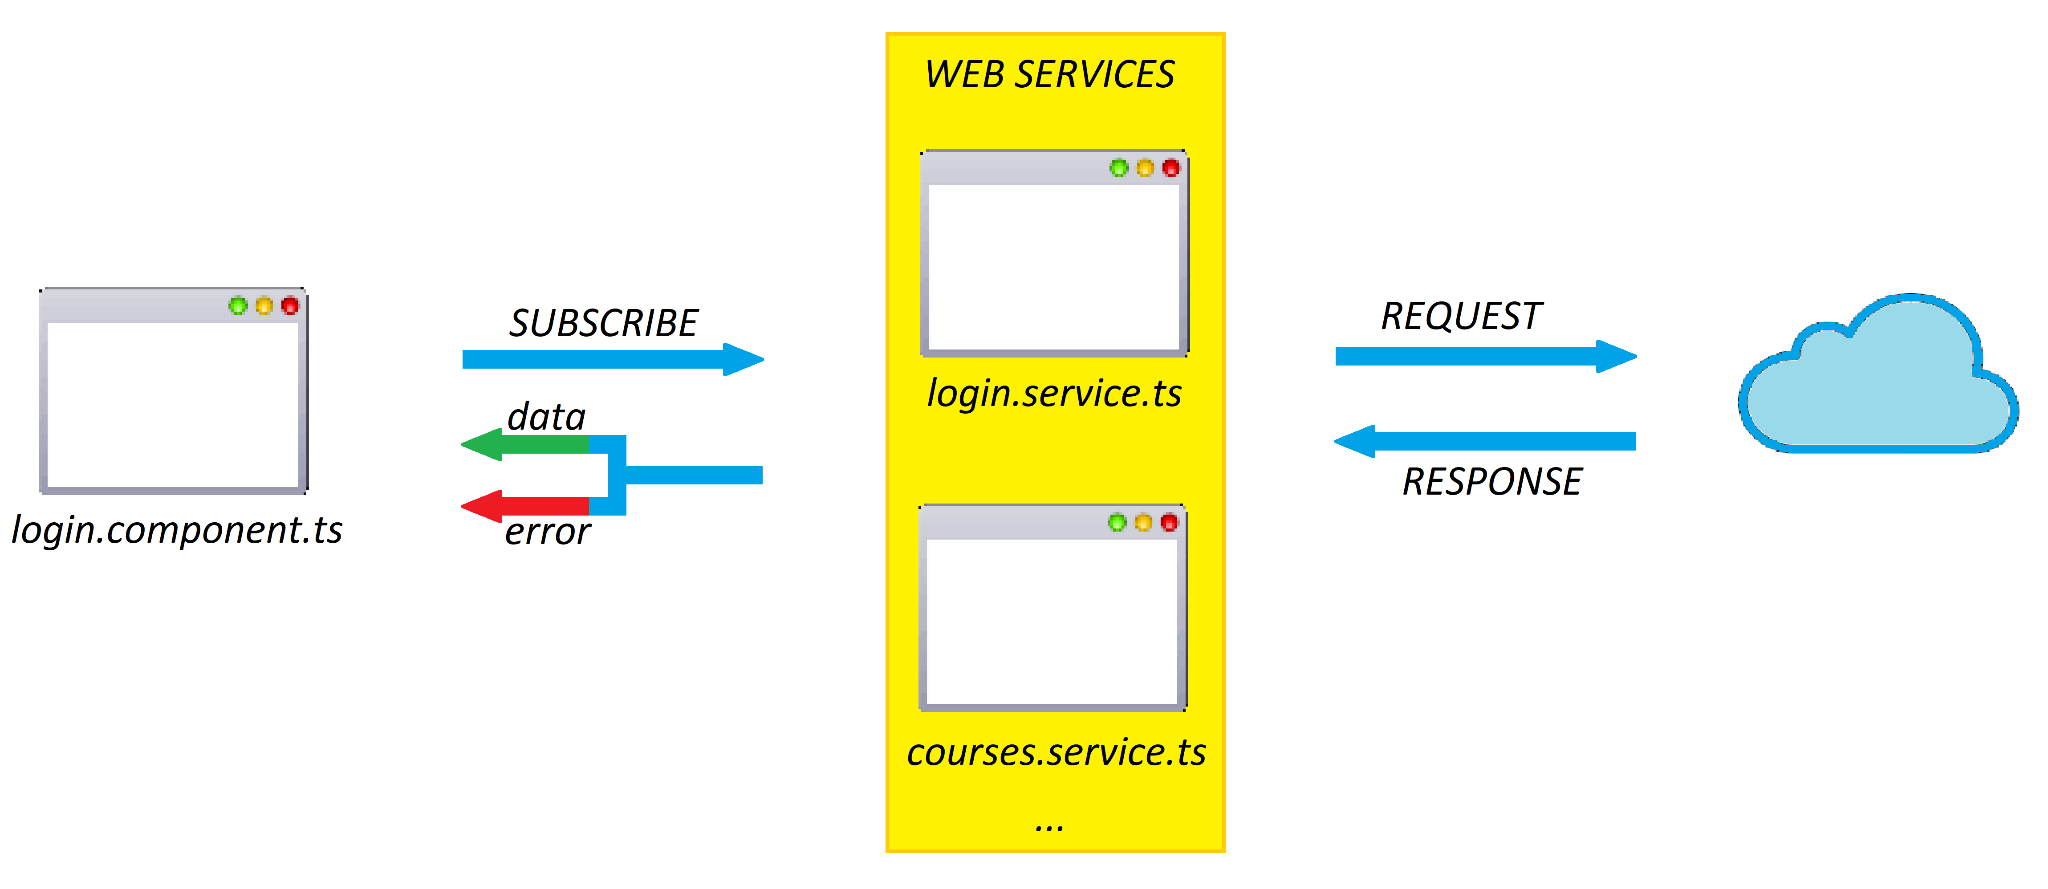 WEB SERVICES
SUBSCRIBE
REQUEST
login.service.ts
data
RESPONSE
login.component.ts
error
courses.service.ts
...